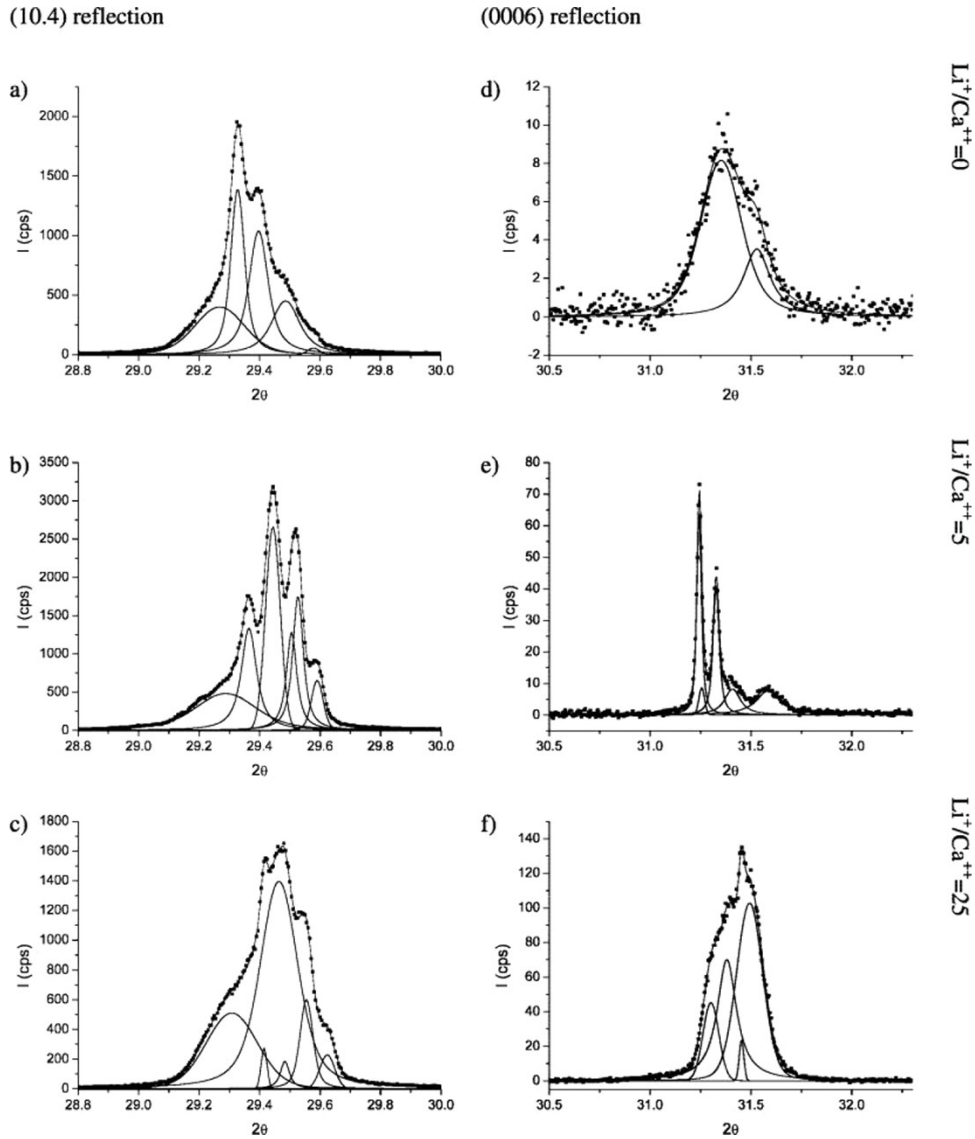 (10.4) reflection
(0006) reflection
Li⁺/Ca⁺⁺=0
a)
2000
1500
1000
500
0
I (cps)
28.8 29.0 29.2 29.4 29.6 29.8 30.0
2θ
d)
12
10
8
6
4
2
0
-2
I (cps)
30.5 31.0 31.5 32.0
2θ
Li⁺/Ca⁺⁺=5
b)
3500
3000
2500
2000
1500
1000
500
0
I (cps)
28.8 29.0 29.2 29.4 29.6 29.8 30.0
2θ
e)
80
70
60
50
40
30
20
10
0
I (cps)
30.5 31.0 31.5 32.0
2θ
Li⁺/Ca⁺⁺=25
c)
1800
1600
1400
1200
1000
800
600
400
200
0
I (cps)
28.8 29.0 29.2 29.4 29.6 29.8 30.0
2θ
f)
140
120
100
80
60
40
20
0
I (cps)
30.5 31.0 31.5 32.0
2θ